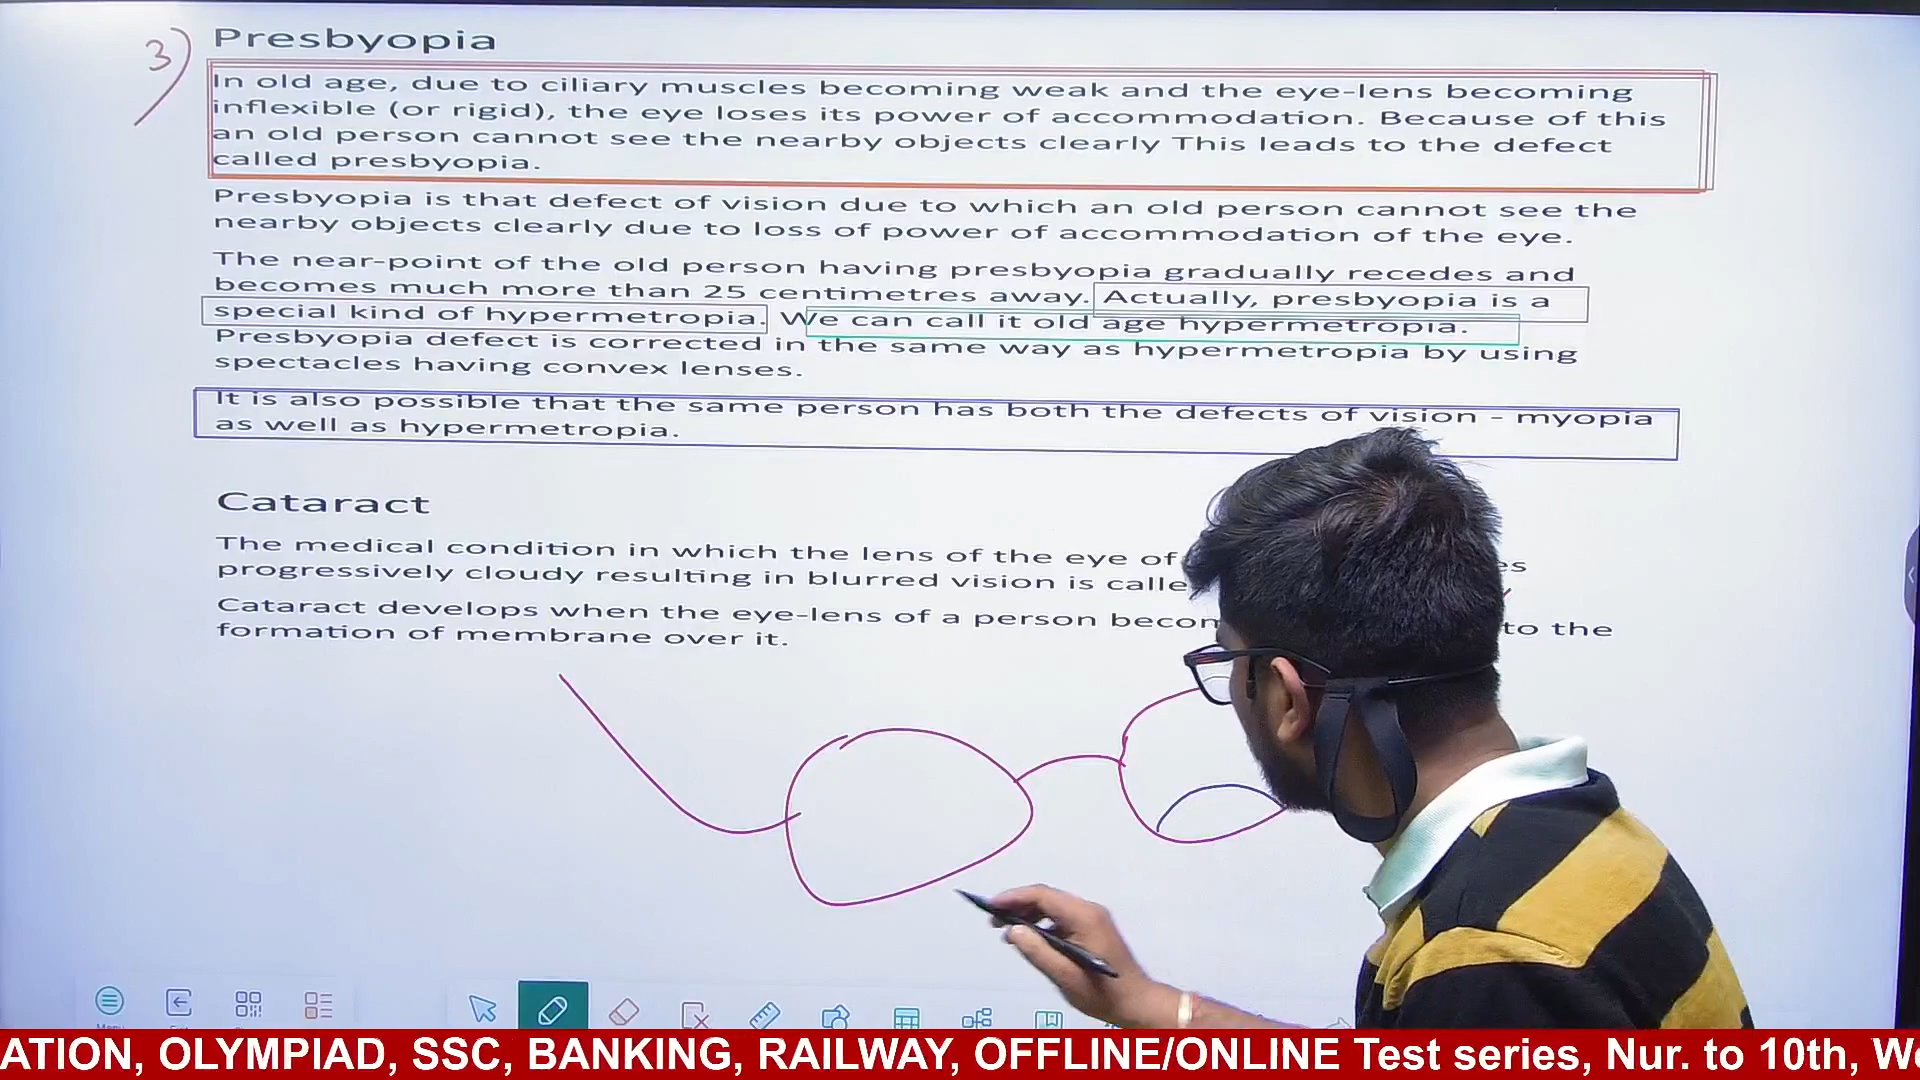 3)
Presbyopia
In old age, due to ciliary muscles becoming weak and the eye-lens becoming
inflexible (or rigid), the eye loses its power of accommodation. Because of this
an old person cannot see the nearby objects clearly This leads to the defect
called presbyopia.
Presbyopia is that defect of vision due to which an old person cannot see the
nearby objects clearly due to loss of power of accommodation of the eye.
The near-point of the old person having presbyopia gradually recedes and
becomes much more than 25 centimetres away. Actually, presbyopia is a
special kind of hypermetropia. We can call it old age hypermetropia.
Presbyopia defect is corrected in the same way as hypermetropia by using
spectacles having convex lenses.
It is also possible that the same person has both the defects of vision - myopia
as well as hypermetropia.
Cataract
The medical condition in which the lens of the eye of
progressively cloudy resulting in blurred vision is
Cataract develops when the eye-lens of a person to the
formation of membrane over it.
ATION, OLYMPIAD, SSC, BANKING, RAILWAY, OFFLINE/ONLINE Test series, Nur. to 10th, We